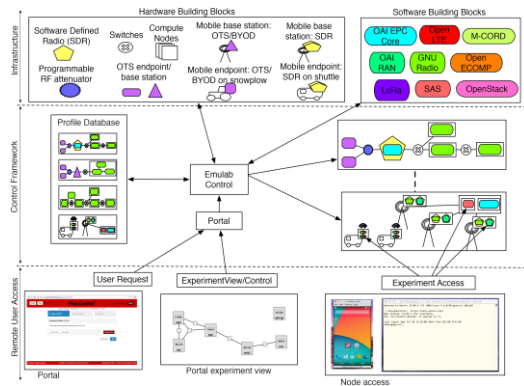 Hardware Building Blocks
Software Building Blocks
Infrastructure
Software Defined
Radio (SDR)
Switches
Compute
Nodes
Mobile base station:
OTS/BYOD
Mobile base
station: SDR
Programmable
RF attenuator
OTS endpoint/
base station
Mobile endpoint: OTS/
BYOD on snowplow
Mobile endpoint:
SDR on shuttle
OAI EPC
Core
Open
LTE
M-CORD
OAI
RAN
GNU
Radio
Open
ECOMP
LoRa
SAS
OpenStack
Control Framework
Profile Database
Emulab
Control
Portal
Remote User Access
User Request
ExperimentView/Control
Experiment Access
Portal
Portal experiment view
Node access